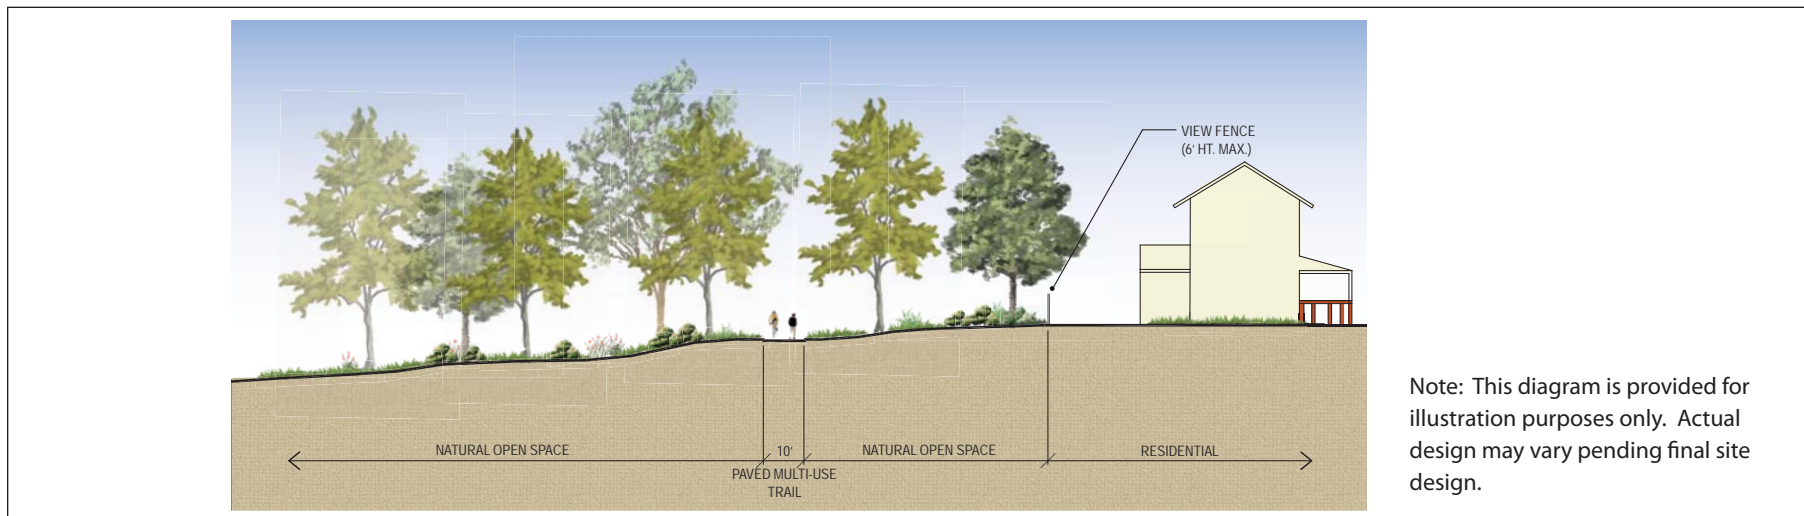 VIEW FENCE
(6' HT. MAX.)
NATURAL OPEN SPACE
10'
NATURAL OPEN SPACE
RESIDENTIAL
PAVED MULTI-USE
TRAIL
Note: This diagram is provided for
illustration purposes only. Actual
design may vary pending final site
design.